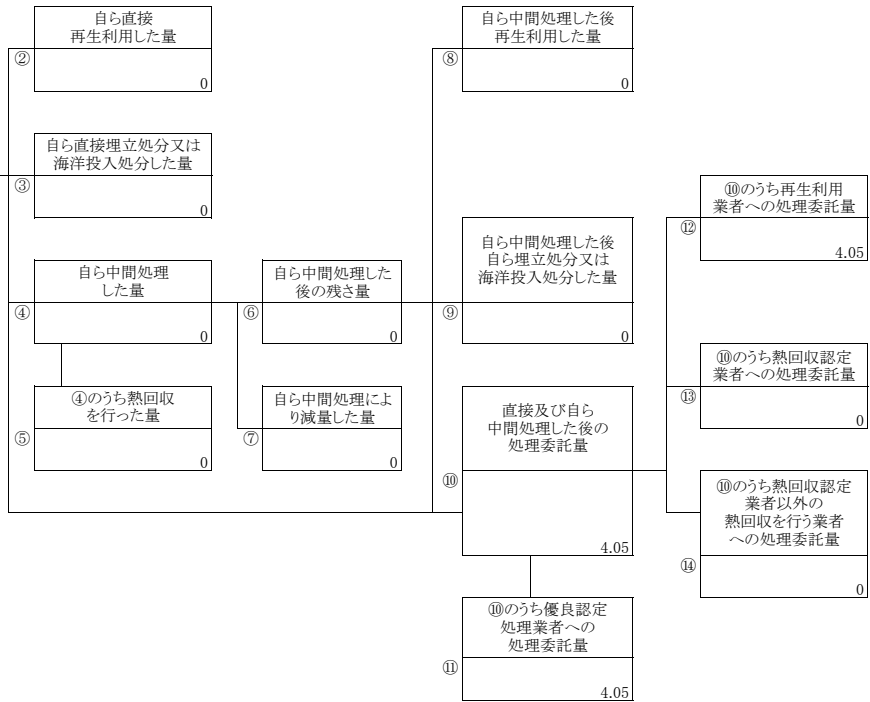 自ら直接
再生利用した量
②
0
自ら中間処理した後
再生利用した量
⑧
0
自ら直接埋立処分又は
海洋投入処分した量
③
0
⑩のうち再生利用
業者への処理委託量
⑫
4.05
自ら中間処理した後
自ら埋立処分又は
海洋投入処分した量
⑨
0
自ら中間処理
した量
④
0
自ら中間処理した
後の残さ量
⑥
0
⑩のうち熱回収認定
業者への処理委託量
⑬
0
④のうち熱回収
を行った量
⑤
0
自ら中間処理によ
り減量した量
⑦
0
直接及び自ら
中間処理した後の
処理委託量
⑩
4.05
⑩のうち熱回収認定
業者以外の
熱回収を行う業者
への処理委託量
⑭
0
⑩のうち優良認定
処理業者への
処理委託量
⑪
4.05